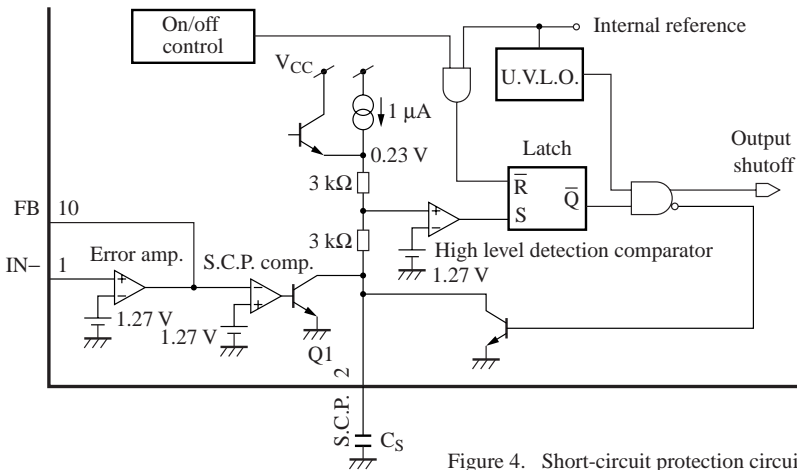 On/off
control
Internal reference
VCC
U.V.L.O.
1 μA
0.23 V
Latch
Output
shutoff
3 kΩ
R
Q
S
FB
10
3 kΩ
High level detection comparator
Error amp.
S.C.P. comp.
IN−
1
1.27 V
+
−
+
−
−
+
1.27 V
1.27 V
Q1
2
S.C.P.
CS
Figure 4. Short-circuit protection circui